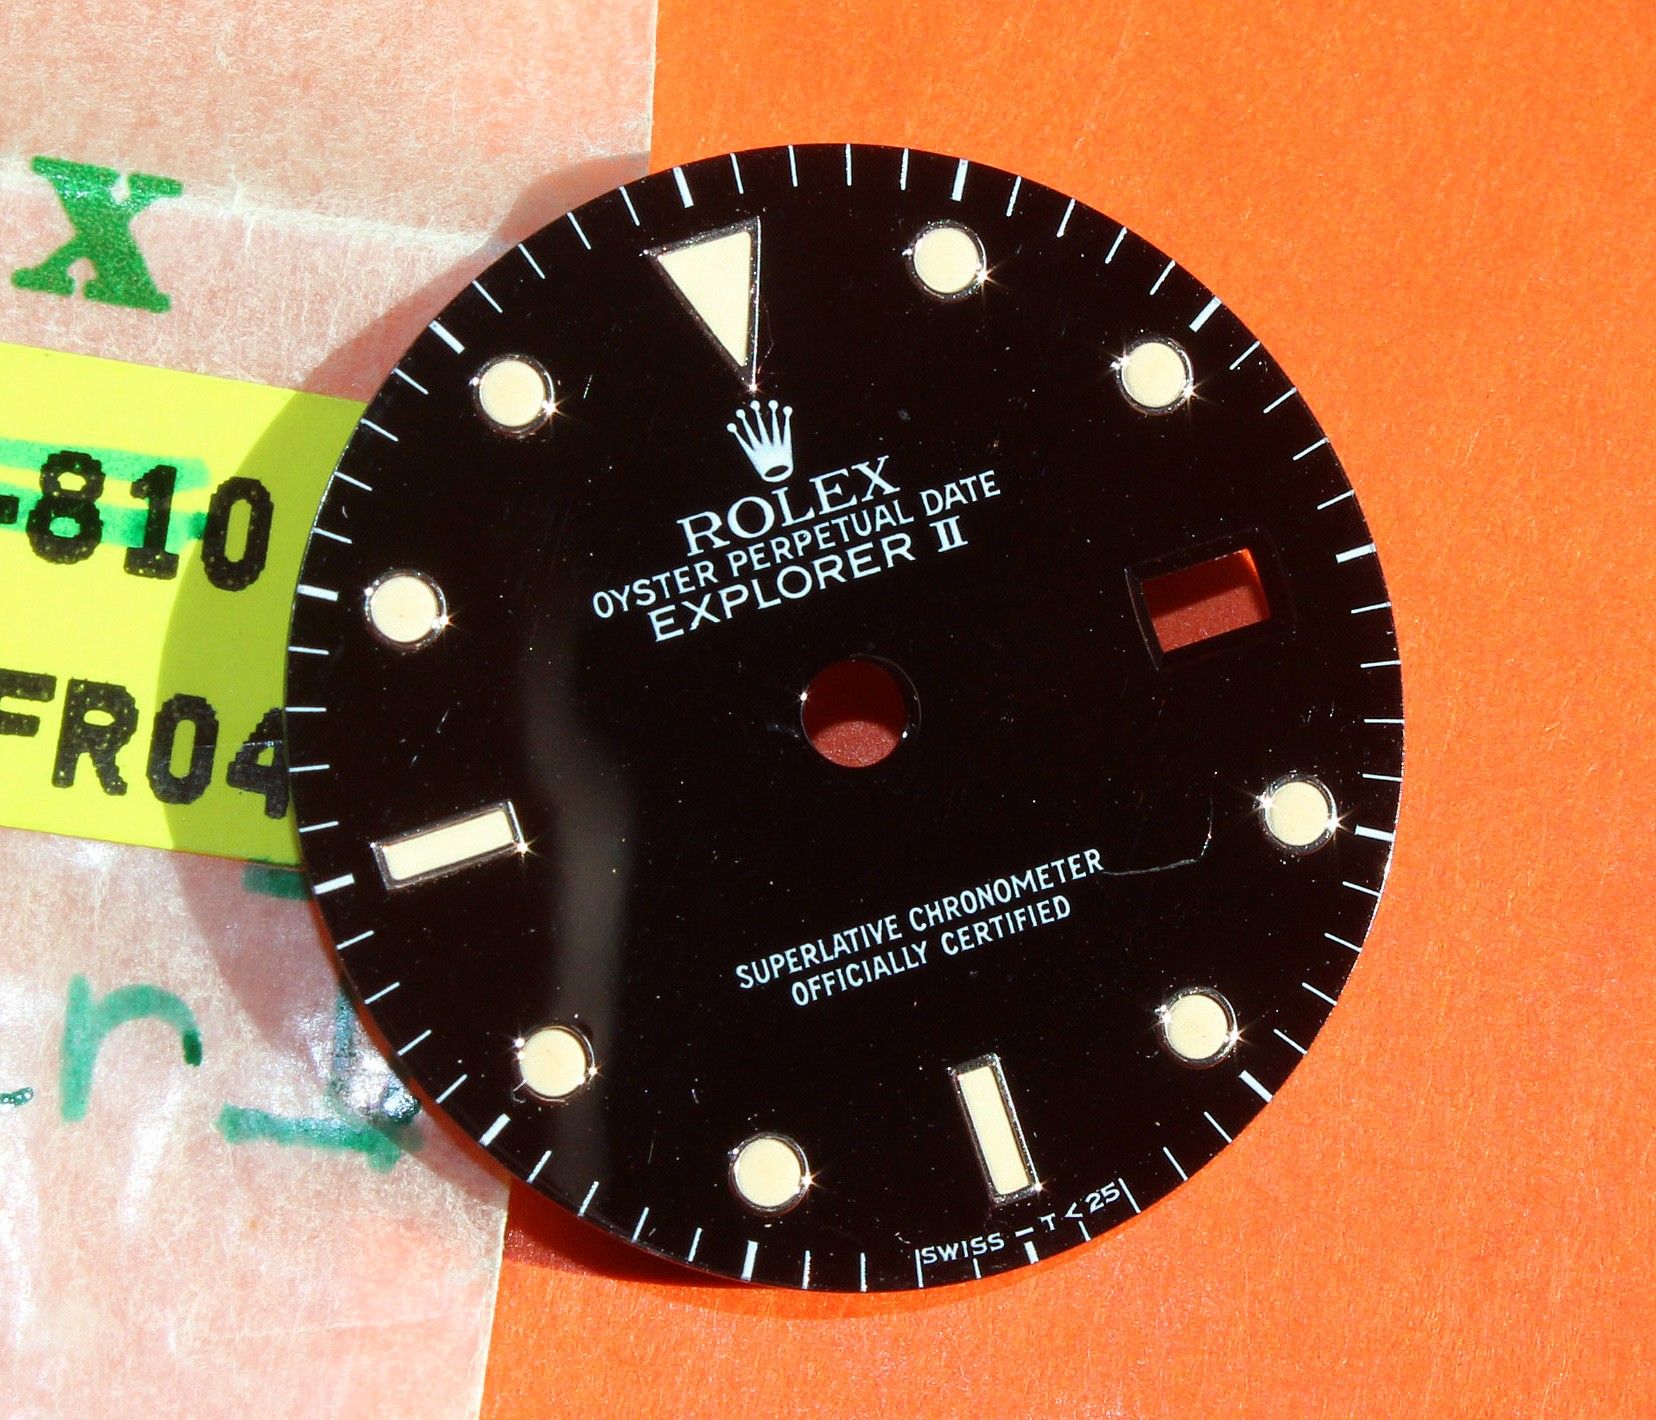 x
-810
FR04
r
ROLEX
OYSTER PERPETUAL DATE
EXPLORER II
SUPERLATIVE CHRONOMETER
OFFICIALLY CERTIFIED
SWISS – T < 25